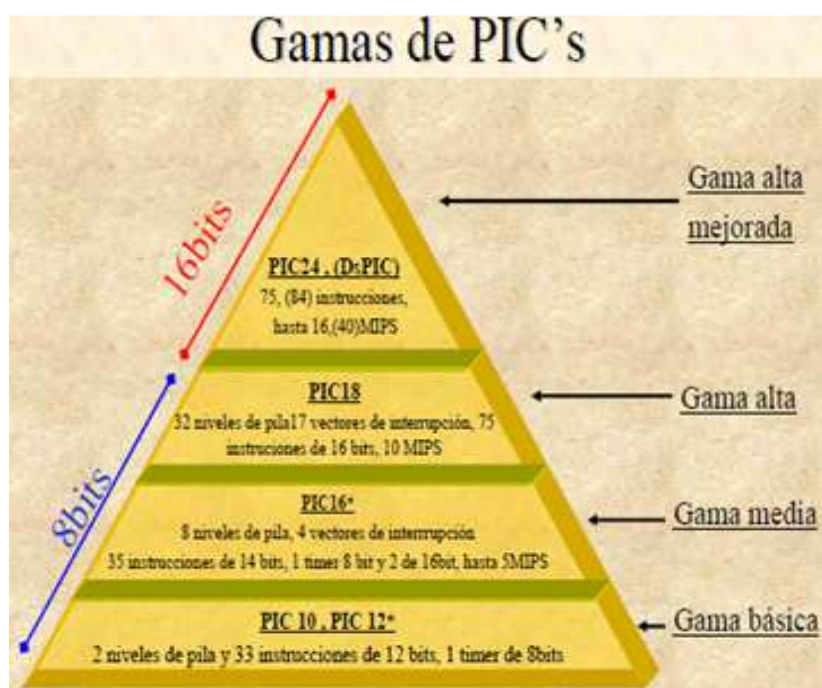 Gamas de PIC's
16bits
Gama alta
mejorada
PIC24 , (DsPIC)
75, (84) instrucciones,
hasta 16,(40)MIPS
PIC18
32 niveles de pila17 vectores de interrupción, 75
instruciones de 16 bits, 10 MIPS
Gama alta
8bits
PIC16*
8 niveles de pila, 4 vectores de interrrupción
35 instrucciones de 14 bits, 1 timer 8 bit y 2 de 16bit, hasta 5MIPS
Gama media
PIC 10 , PIC 12*
2 niveles de pila y 33 instrucciones de 12 bits, 1 timer de 8bits
Gama básica